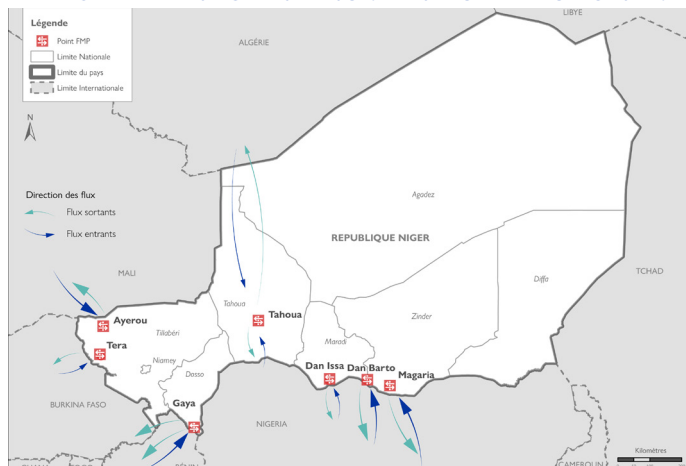 Légende
Point FMP
Limite Nationale
Limite du pays
Limite Internationale
N
Direction des flux
Flux sortants
Flux entrants
LIBYE
ALGÉRIE
Agadez
REPUBLIQUE NIGER
MALI
TCHAD
Diffa
Tahoua
Tahoua
Zinder
Ayerou
Tillabéri
Tera
Maradi
Niamey
Dosso
Dan Issa
Dan Barto
Magaria
Gaya
BURKINA FASO
NIGERIA
BÉNIN
CAMEROUN
Kilomètres